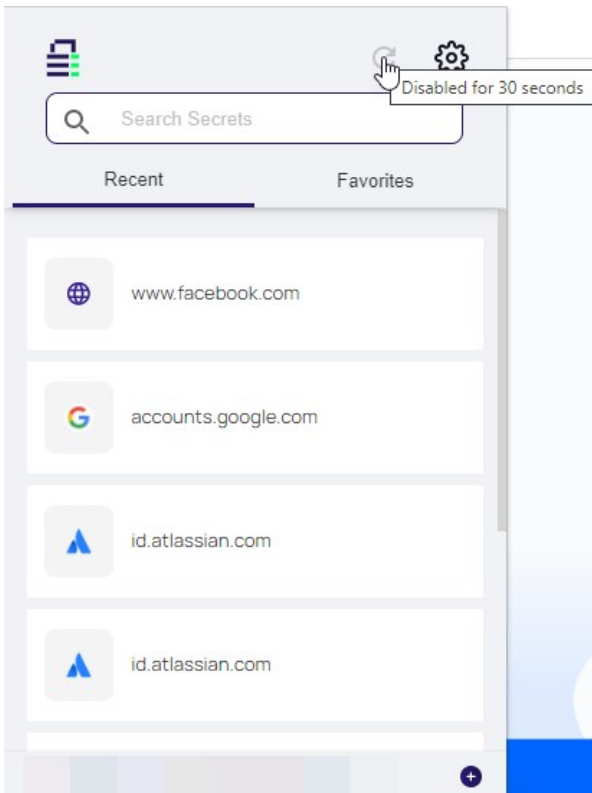 Disabled for 30 seconds
Search Secrets
Recent Favorites
www.facebook.com
accounts.google.com
id.atlassian.com
id.atlassian.com